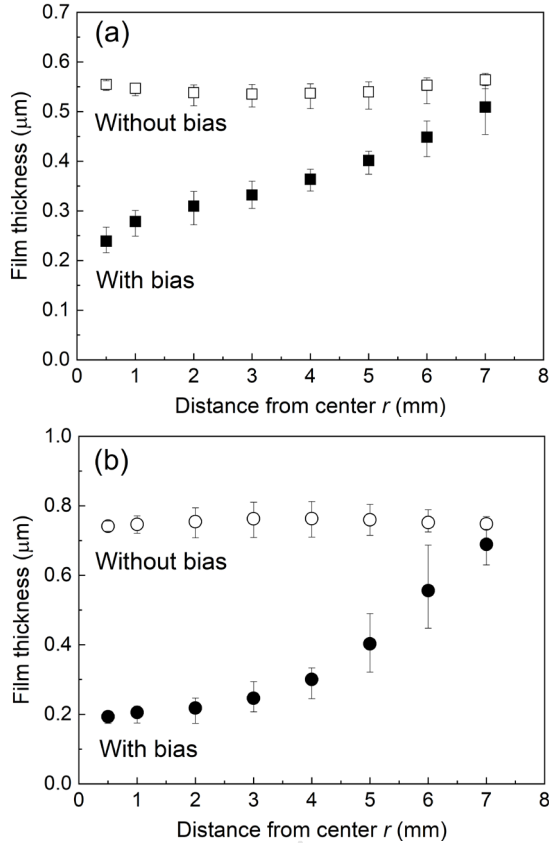 (a)
0.7
0.6
0.5
0.4
0.3
0.2
0.1
0.0
Film thickness (μm)
Without bias
With bias
0 1 2 3 4 5 6 7 8
Distance from center r (mm)
(b)
1.0
0.8
0.6
0.4
0.2
0.0
Film thickness (μm)
Without bias
With bias
0 1 2 3 4 5 6 7 8
Distance from center r (mm)